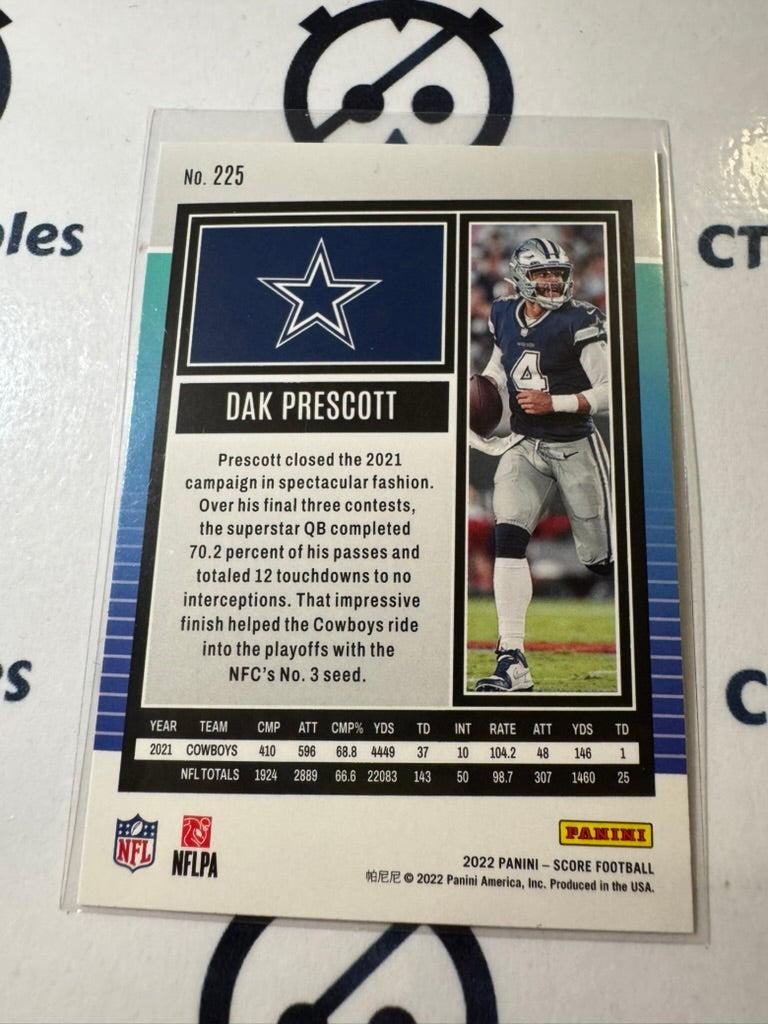 No. 225
DAK PRESCOTT
4
Prescott closed the 2021
campaign in spectacular fashion.
Over his final three contests,
the superstar QB completed
70.2 percent of his passes and
totaled 12 touchdowns to no
interceptions. That impressive
finish helped the Cowboys ride
into the playoffs with the
NFC's No. 3 seed.
YEAR TEAM CMP ATT CMP% YDS TD INT RATE ATT YDS TD
2021 COWBOYS 410 596 68.8 4449 37 10 104.2 48 146 1
NFL TOTALS 1924 2889 66.6 22083 143 50 98.7 307 1460 25
NFL
NFLPA
PANINI
2022 PANINI – SCORE FOOTBALL
帕尼尼 © 2022 Panini America, Inc. Produced in the USA.
CT